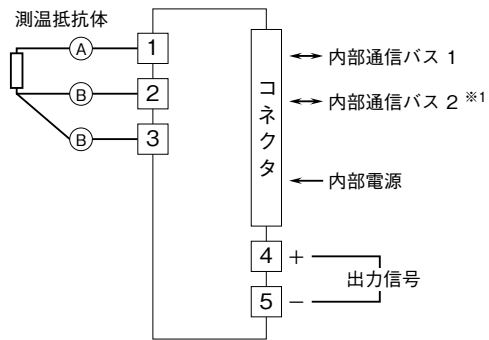 測温抵抗体
A 1
B 2
B 3
コネクタ
内部通信バス 1
内部通信バス 2 ※1
内部電源
4 +
5 −
出力信号